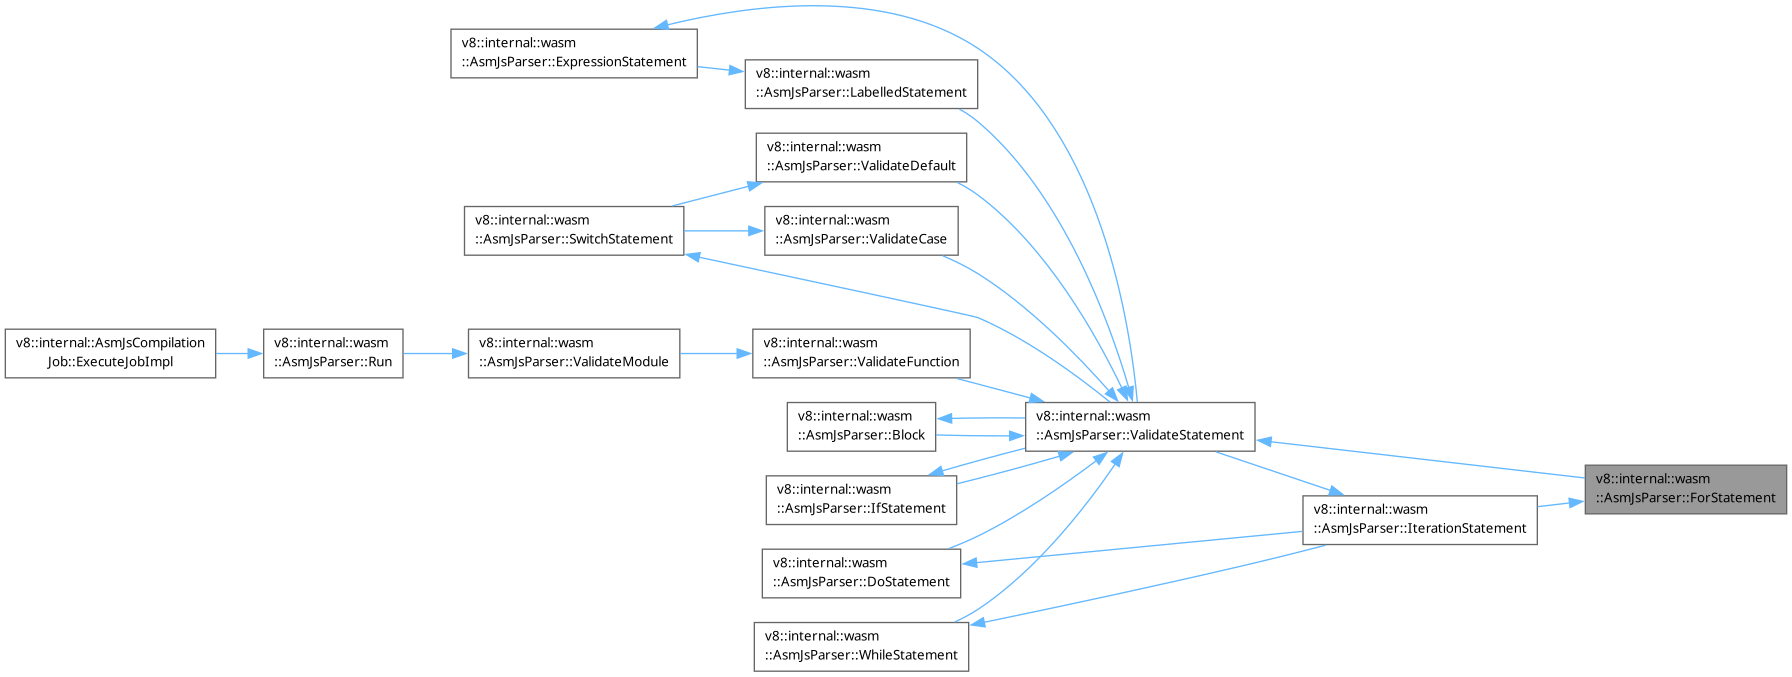 v8::internal::wasm
::AsmJsParser::ExpressionStatement
v8::internal::wasm
::AsmJsParser::LabelledStatement
v8::internal::wasm
::AsmJsParser::ValidateDefault
v8::internal::wasm
::AsmJsParser::SwitchStatement
v8::internal::wasm
::AsmJsParser::ValidateCase
v8::internal::AsmJsCompilation
Job::ExecuteJobImpl
v8::internal::wasm
::AsmJsParser::Run
v8::internal::wasm
::AsmJsParser::ValidateModule
v8::internal::wasm
::AsmJsParser::ValidateFunction
v8::internal::wasm
::AsmJsParser::Block
v8::internal::wasm
::AsmJsParser::ValidateStatement
v8::internal::wasm
::AsmJsParser::IfStatement
v8::internal::wasm
::AsmJsParser::ForStatement
v8::internal::wasm
::AsmJsParser::IterationStatement
v8::internal::wasm
::AsmJsParser::DoStatement
v8::internal::wasm
::AsmJsParser::WhileStatement